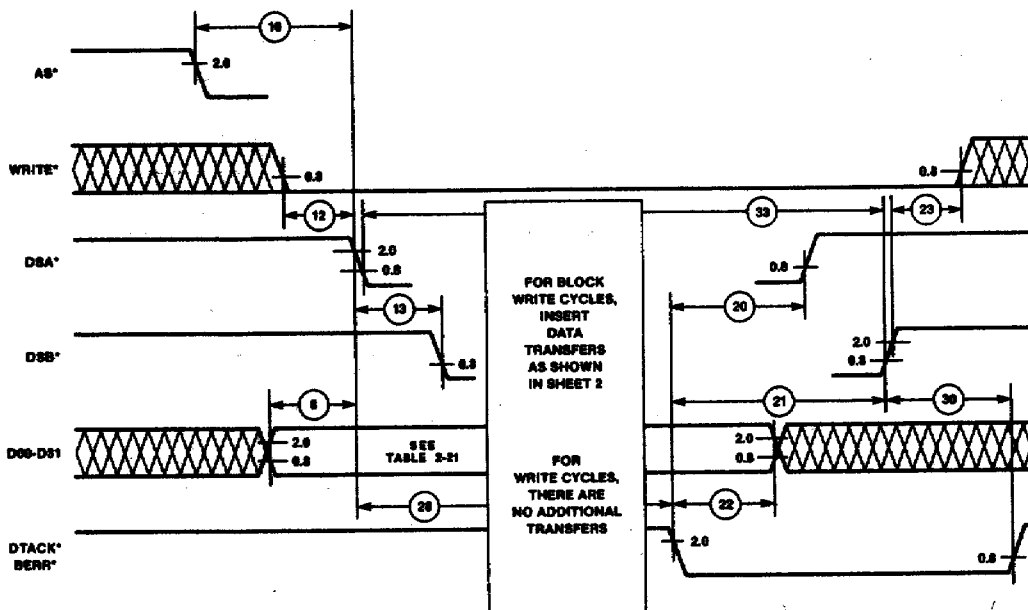 10
AS*
2.0
WRITE*
0.8
0.8
12
33
23
DSA*
2.0
0.8
0.8
FOR BLOCK
WRITE CYCLES,
INSERT
DATA
TRANSFERS
AS SHOWN
IN SHEET 2
13
20
DSB*
0.8
2.0
0.8
8
21
30
D00-D31
2.0
0.8
SEE
TABLE 2-21
2.0
0.8
FOR
WRITE CYCLES,
THERE ARE
NO ADDITIONAL
TRANSFERS
28
22
DTACK*
BERR*
2.0
0.8